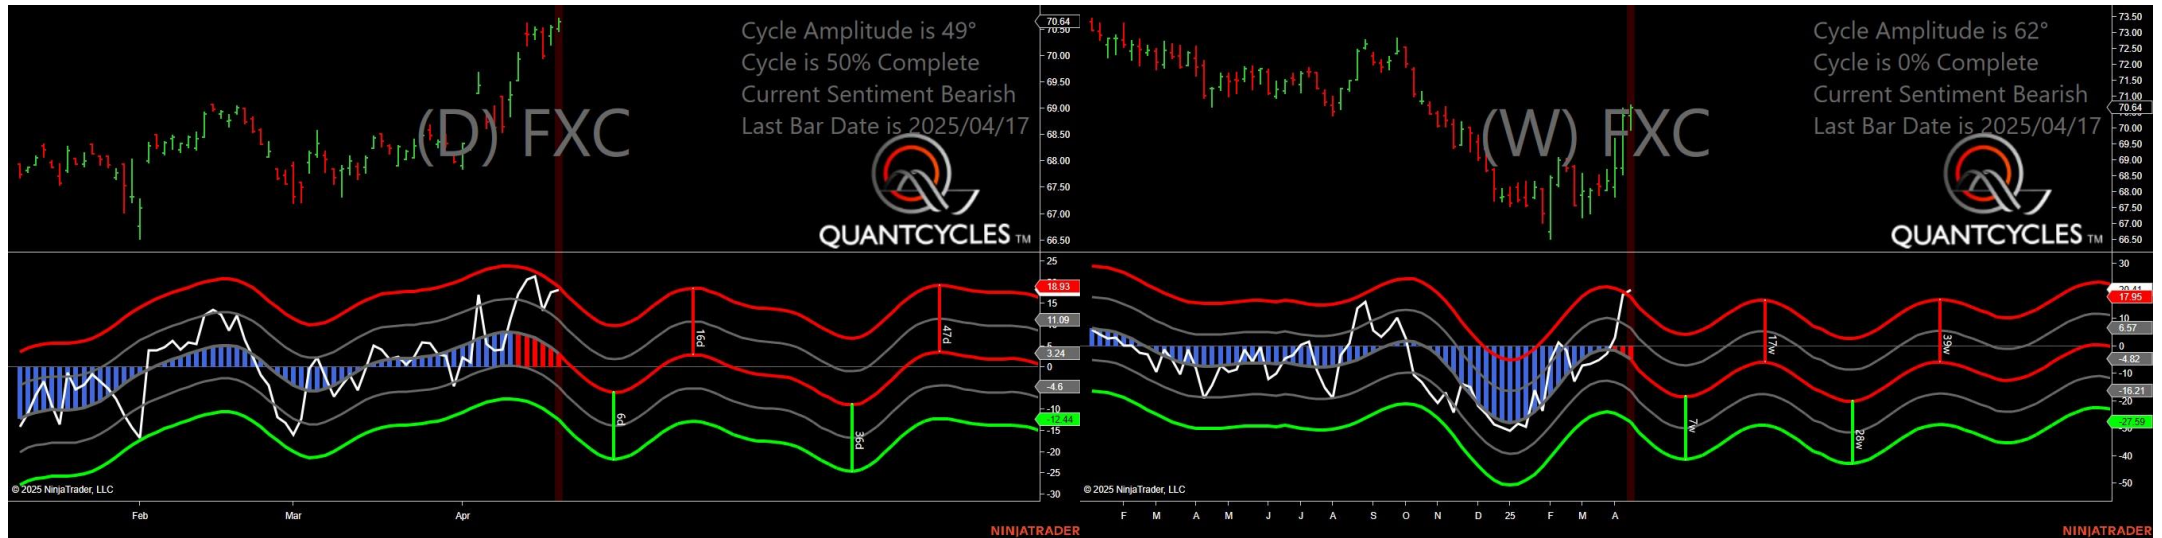 Cycle Amplitude is 49°
Cycle is 50% Complete
Current Sentiment Bearish
Last Bar Date is 2025/04/17
(D) FXC
QUANTCYCLES TM
70.64
70.50
70.00
69.50
69.00
68.50
68.00
67.50
67.00
66.50
25
18.93
15
11.09
3.24
0
-4.6
-10
-12.44
-15
-20
-25
-30
16d
47d
6d
36d
© 2025 NinjaTrader, LLC
Feb Mar Apr
NINJATRADER
Cycle Amplitude is 62°
Cycle is 0% Complete
Current Sentiment Bearish
Last Bar Date is 2025/04/17
(W) FXC
QUANTCYCLES TM
73.50
73.00
72.50
72.00
71.50
71.00
70.64
70.00
69.50
69.00
68.50
68.00
67.50
67.00
66.50
30
17.95
10
6.57
0
-4.82
-10
-16.21
-20
-27.59
-40
-50
17w
39w
7w
28w
© 2025 NinjaTrader, LLC
F M A M J J A S O N D 25 F M A
NINJATRADER